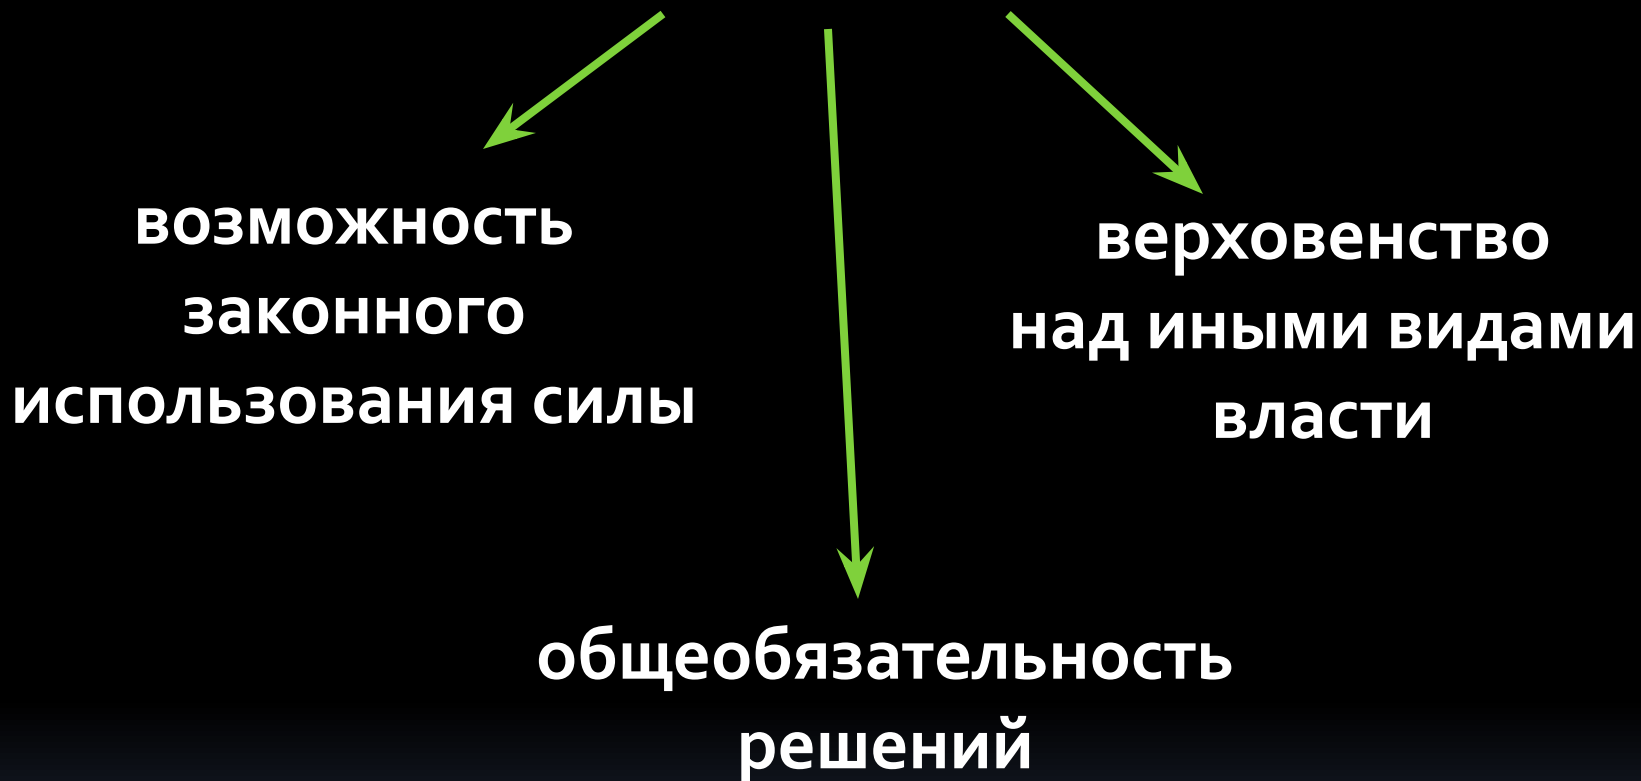 возможность
законного
использования силы
верховенство
над иными видами
власти
общеобязательность
решений